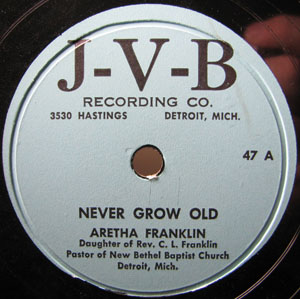 J-V-B
RECORDING CO.
3530 HASTINGS DETROIT, MICH.
47 A
NEVER GROW OLD
ARETHA FRANKLIN
Daughter of Rev. C. L. Franklin
Pastor of New Bethel Baptist Church
Detroit, Mich.